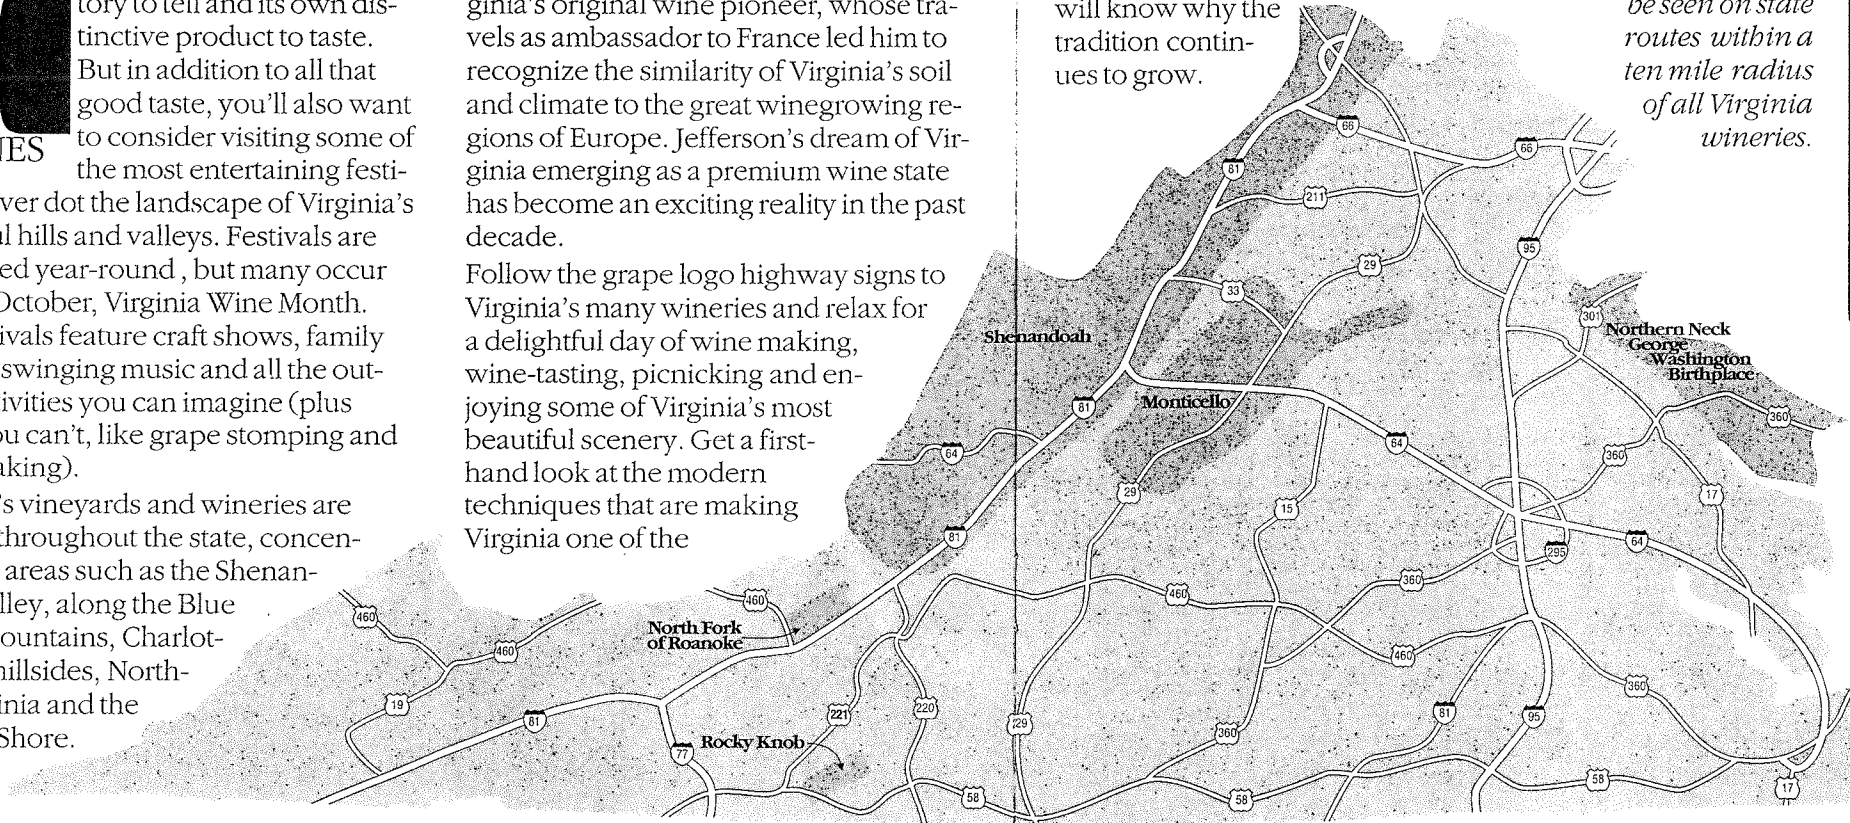 tory to tell and its own dis-
tinctive product to taste.
But in addition to all that
good taste, you'll also want
to consider visiting some of
the most entertaining festi-
ver dot the landscape of Virginia's
l hills and valleys. Festivals are
ed year-round, but many occur
October, Virginia Wine Month.
ivals feature craft shows, family
swinging music and all the out-
ivities you can imagine (plus
ou can't, like grape stomping and
aking).
's vineyards and wineries are
throughout the state, concen-
areas such as the Shenan-
lley, along the Blue
ountains, Charlot-
hillsides, North-
inia and the
Shore.
ginia's original wine pioneer, whose tra-
vels as ambassador to France led him to
recognize the similarity of Virginia's soil
and climate to the great winegrowing re-
gions of Europe. Jefferson's dream of Vir-
ginia emerging as a premium wine state
has become an exciting reality in the past
decade.
Follow the grape logo highway signs to
Virginia's many wineries and relax for
a delightful day of wine making,
wine-tasting, picnicking and en-
joying some of Virginia's most
beautiful scenery. Get a first-
hand look at the modern
techniques that are making
Virginia one of the
will know why the
tradition contin-
ues to grow.
be seen on state
routes within a
ten mile radius
of all Virginia
wineries.
66
66
81
211
95
29
33
301
Shenandoah
Northern Neck
George
Washington
Birthplace
81
Monticello
360
64
64
360
29
17
15
81
64
295
360
460
460
460
460
North Fork
of Roanoke
460
360
19
81
221
220
29
81
95
360
77
Rocky Knob
58
58
58
17